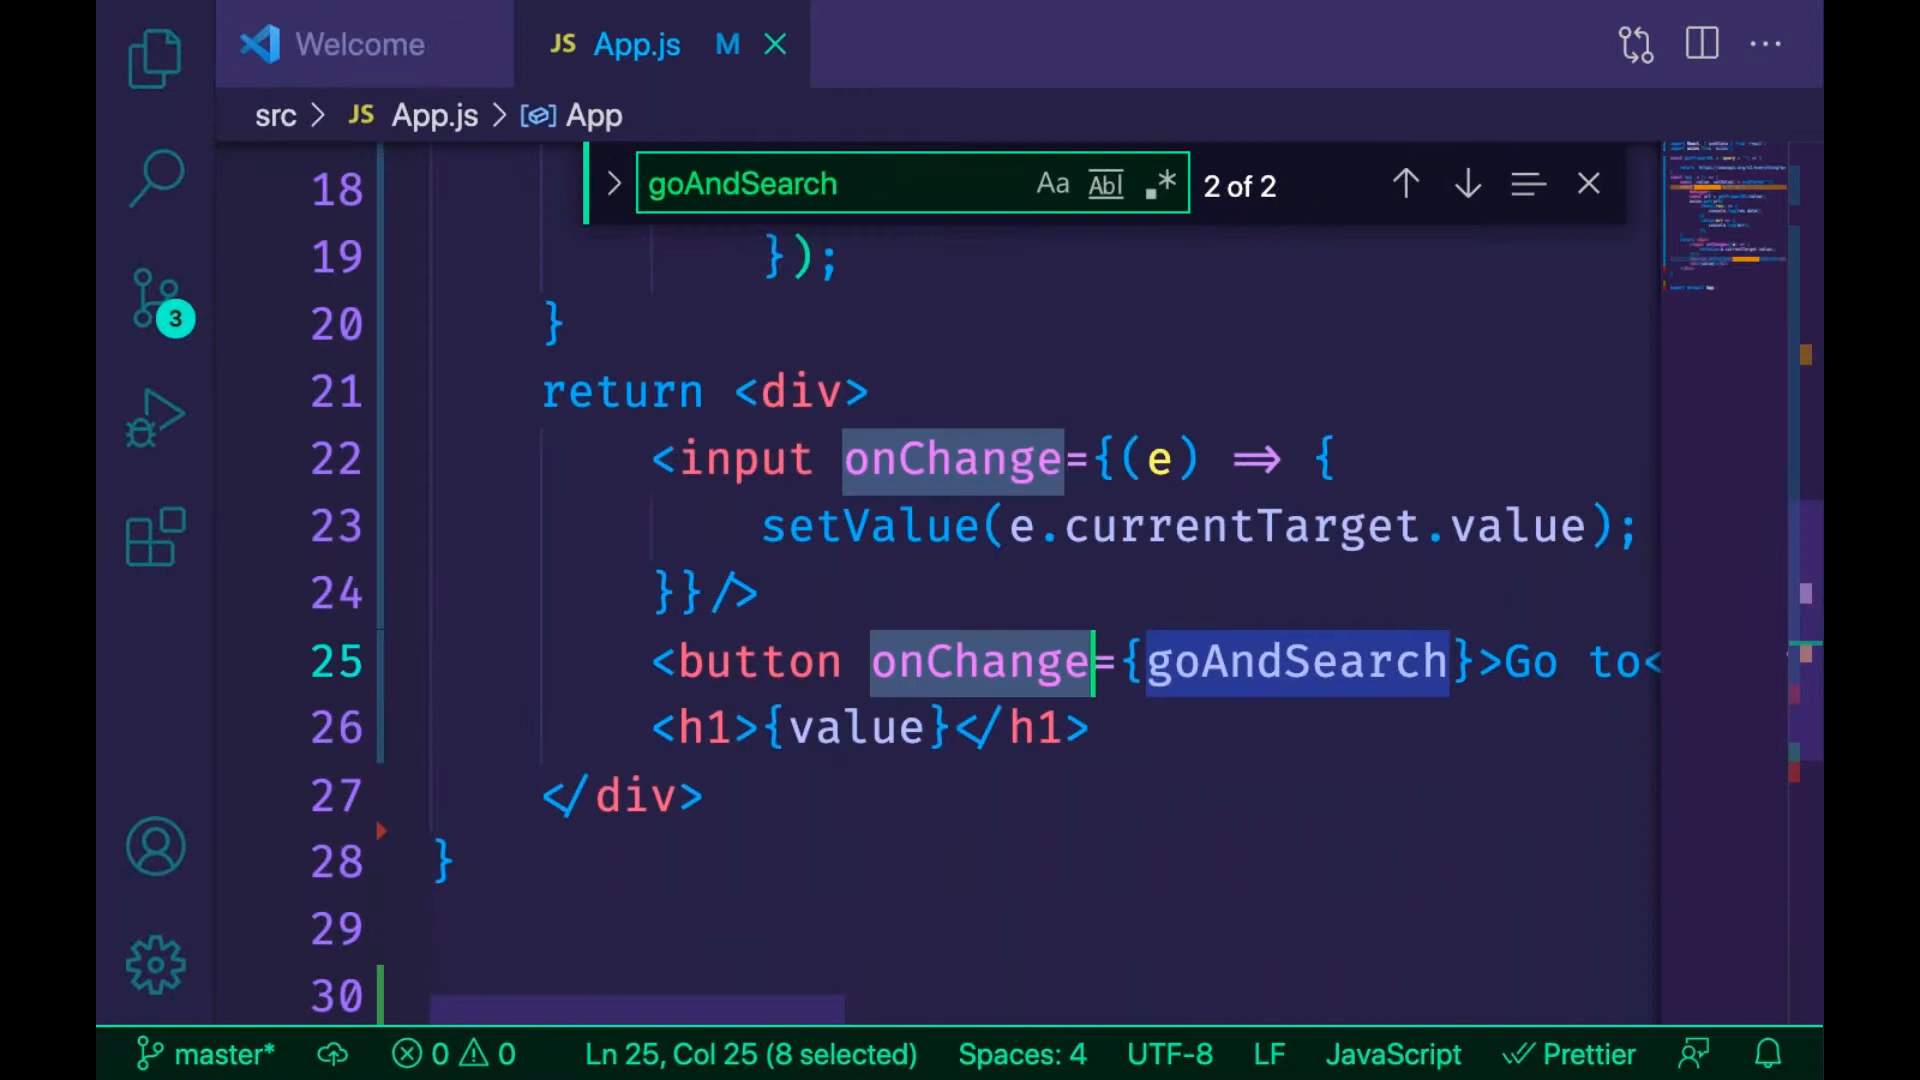 Welcome
JS App.js M
src > JS App.js > App
goAndSearch Aa Abl .* 2 of 2
18
19 });
20 }
21 return <div>
22 <input onChange={(e) => {
23 setValue(e.currentTarget.value);
24 }}/>
25 <button onChange={goAndSearch}>Go to<
26 <h1>{value}</h1>
27 </div>
28 }
29
30
3
master* 0 0 Ln 25, Col 25 (8 selected) Spaces: 4 UTF-8 LF JavaScript Prettier